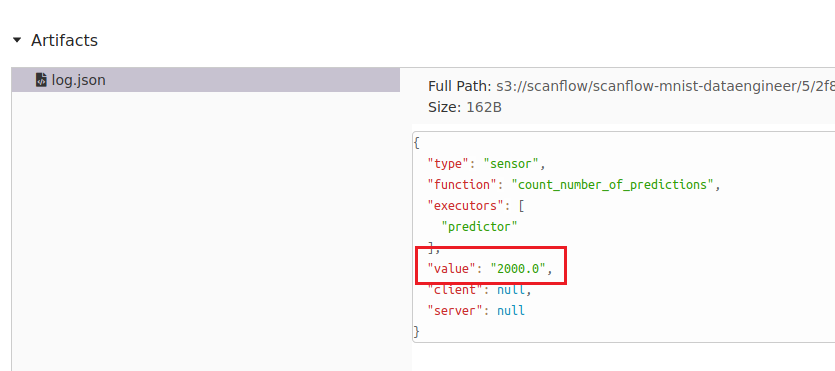 Artifacts
log.json
Full Path: s3://scanflow/scanflow-mnist-dataengineer/5/2f8
Size: 162B
{
"type": "sensor",
"function": "count_number_of_predictions",
"executors": [
"predictor"
],
"value": "2000.0",
"client": null,
"server": null
}